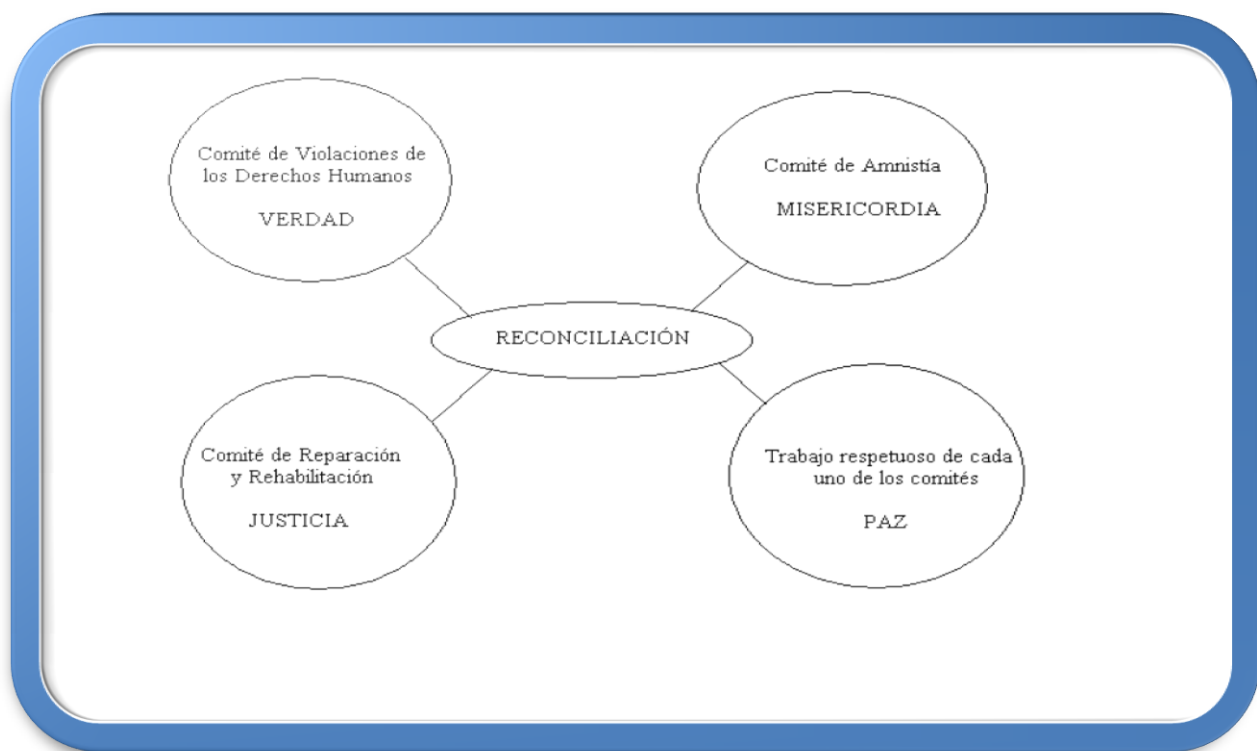 Comité de Violaciones de
los Derechos Humanos
VERDAD
Comité de Amnistía
MISERICORDIA
RECONCILIACIÓN
Comité de Reparación
y Rehabilitación
JUSTICIA
Trabajo respetuoso de cada
uno de los comités
PAZ